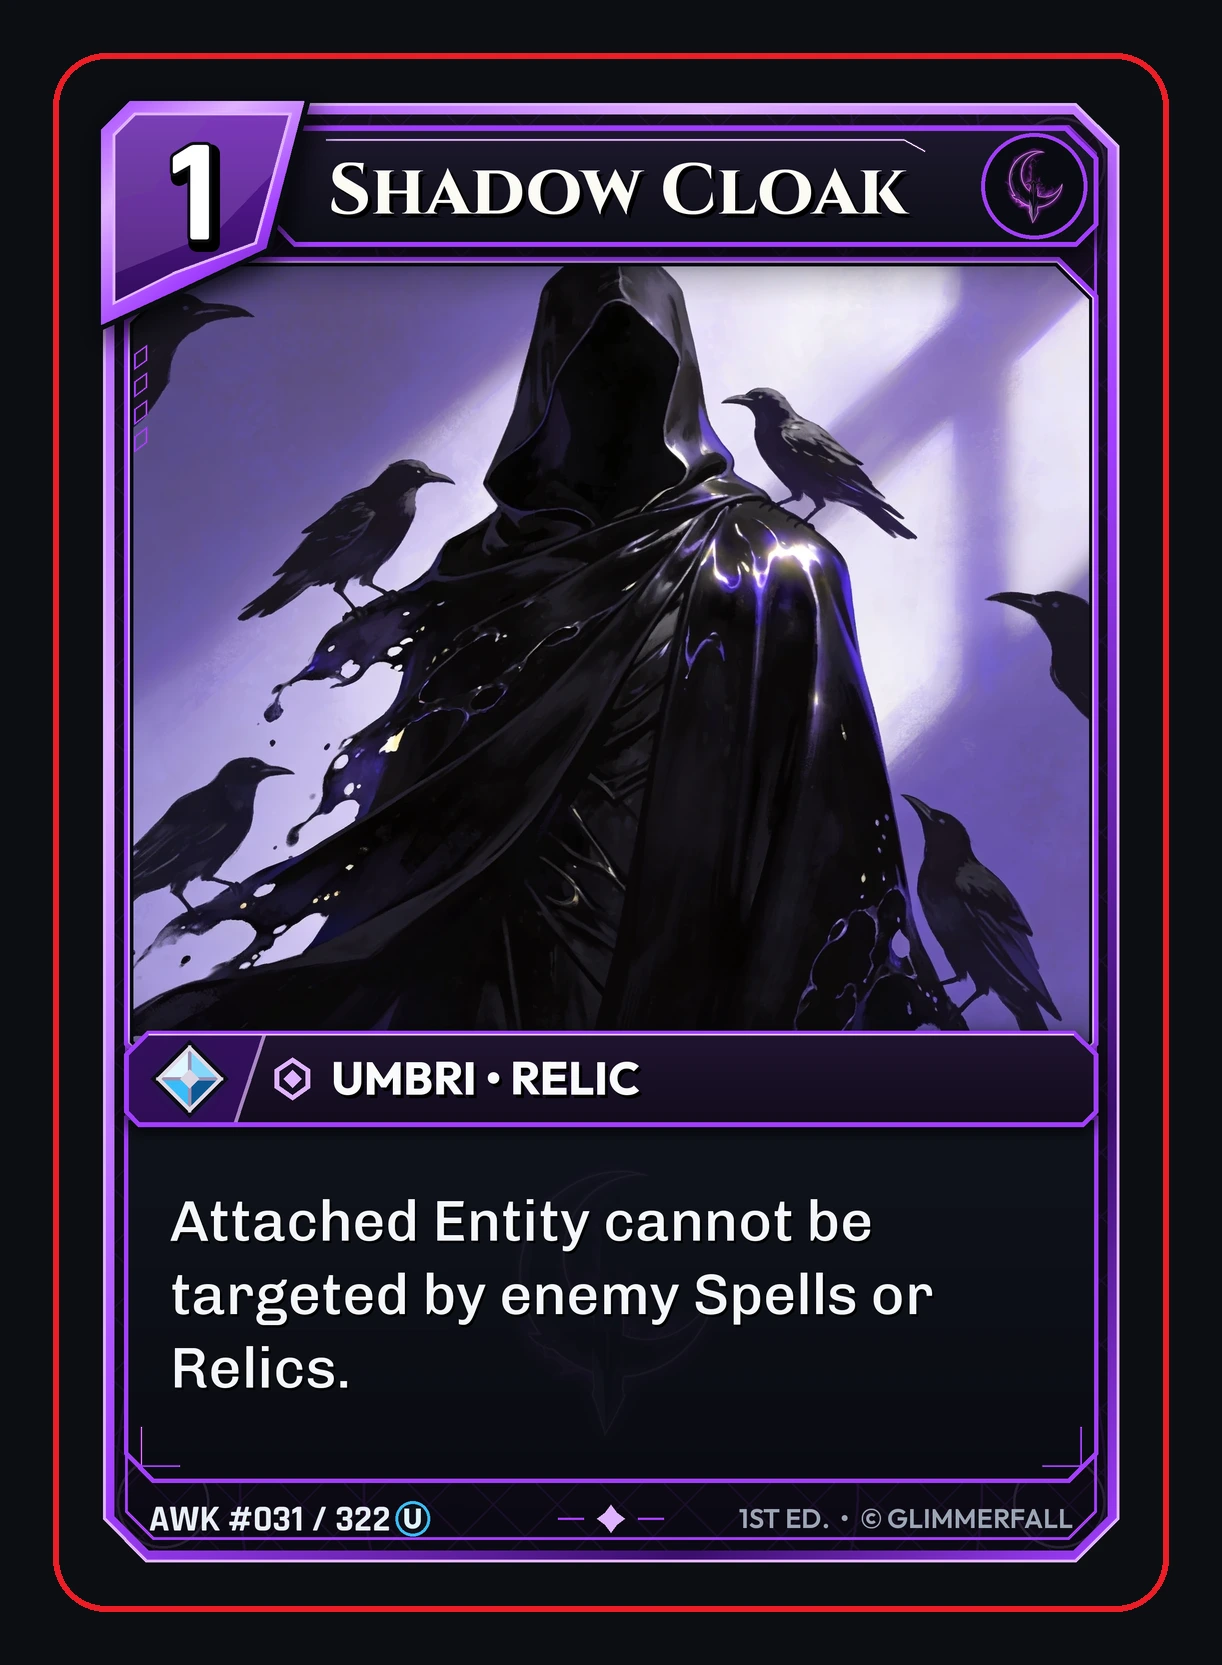 1
SHADOW CLOAK
UMBRI • RELIC
Attached Entity cannot be
targeted by enemy Spells or
Relics.
AWK #031 / 322 U
1ST ED. • © GLIMMERFALL